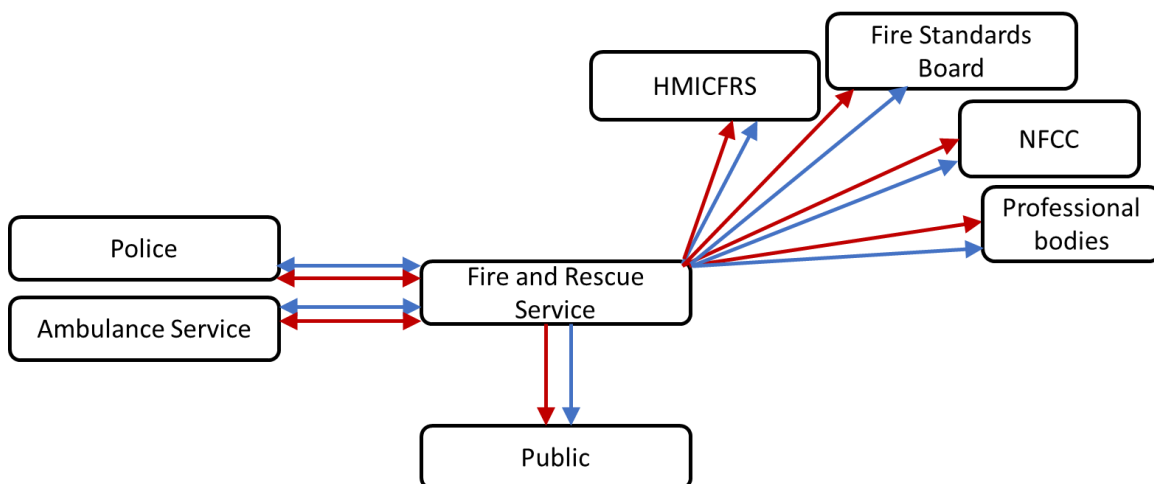 Fire Standards
Board
HMICFRS
NFCC
Professional
bodies
Police
Fire and Rescue
Service
Ambulance Service
Public